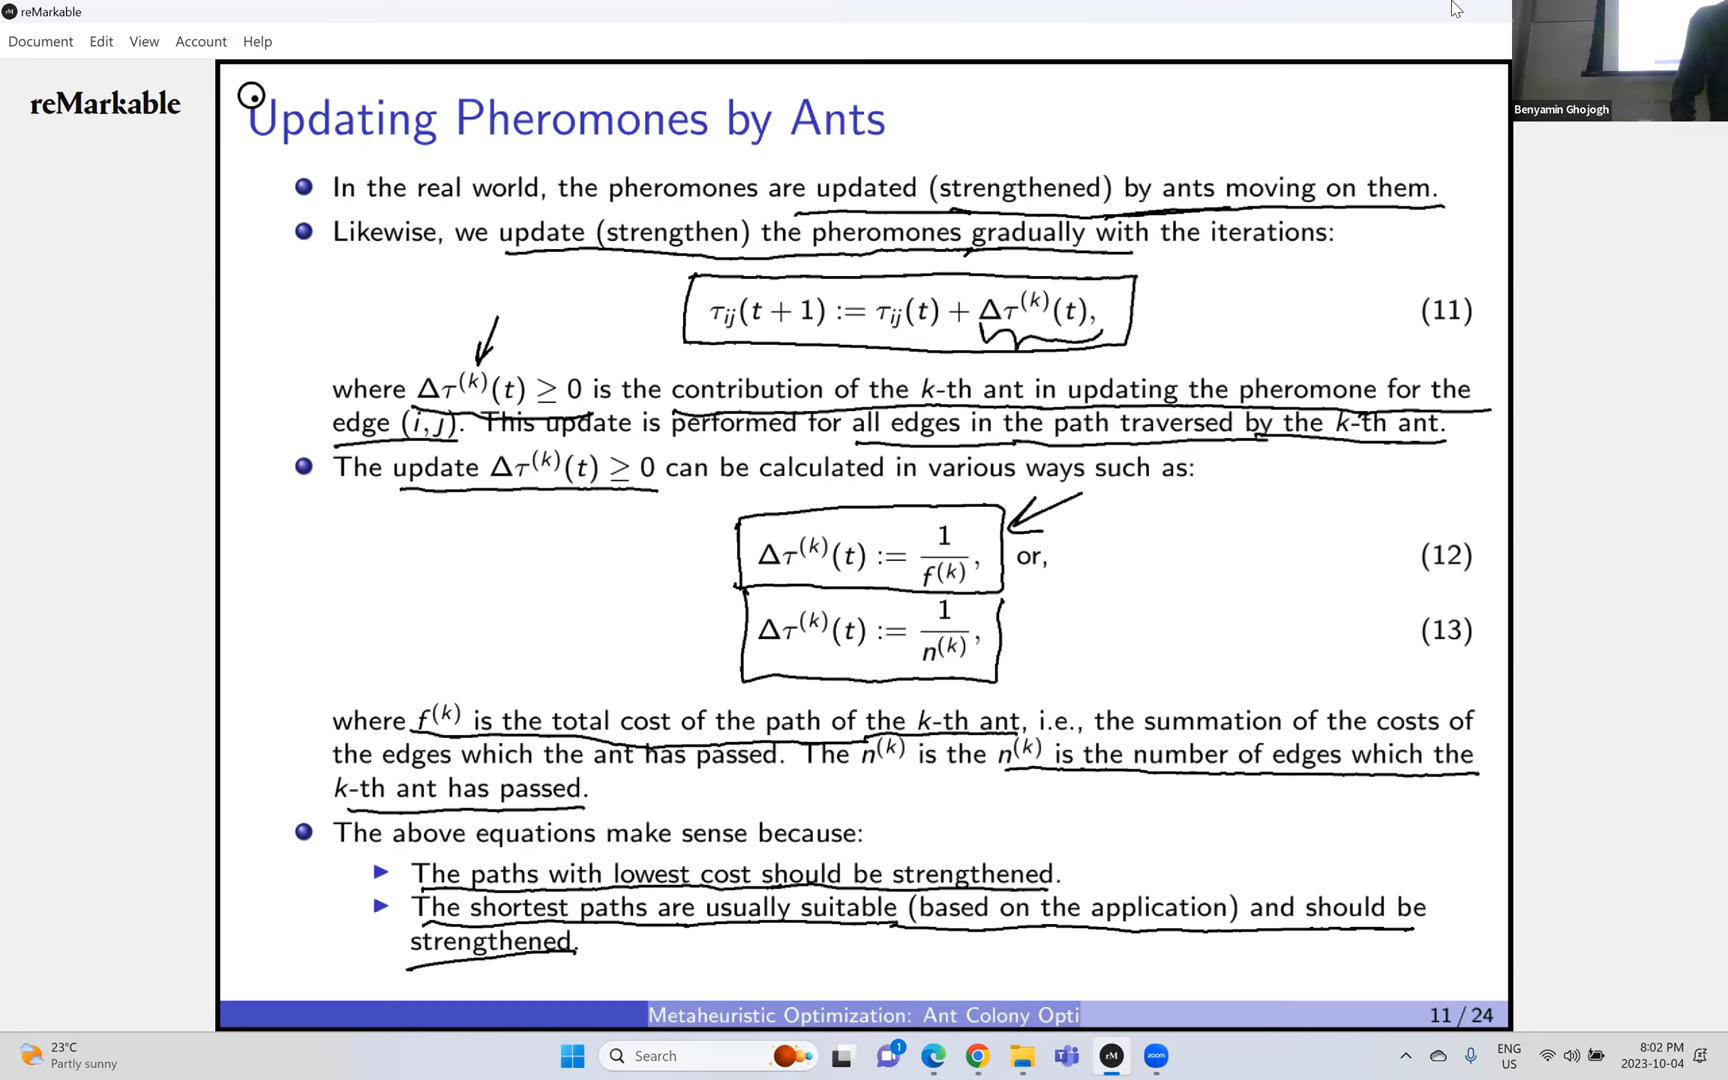 reMarkable
Document Edit View Account Help
reMarkable
Benyamin Ghojogh
Updating Pheromones by Ants
In the real world, the pheromones are updated (strengthened) by ants moving on them.
Likewise, we update (strengthen) the pheromones gradually with the iterations:
τij(t + 1) := τij(t) + Δτ^(k)(t), (11)
where Δτ^(k)(t) ≥ 0 is the contribution of the k-th ant in updating the pheromone for the
edge (i,j). This update is performed for all edges in the path traversed by the k-th ant.
The update Δτ^(k)(t) ≥ 0 can be calculated in various ways such as:
Δτ^(k)(t) := 1/f^(k), or, (12)
Δτ^(k)(t) := 1/n^(k), (13)
where f^(k) is the total cost of the path of the k-th ant, i.e., the summation of the costs of
the edges which the ant has passed. The n^(k) is the n^(k) is the number of edges which the
k-th ant has passed.
The above equations make sense because:
The paths with lowest cost should be strengthened.
The shortest paths are usually suitable (based on the application) and should be
strengthened.
Metaheuristic Optimization: Ant Colony Opti 11 / 24
23°C
Partly sunny
Search
1
rM
zoom
ENG
US
8:02 PM
2023-10-04